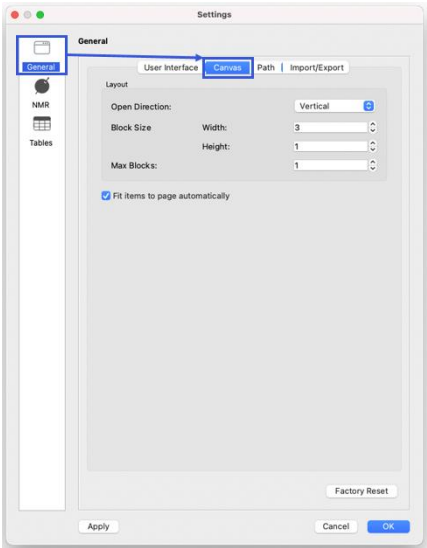 Settings
General
General
NMR
Tables
User Interface Canvas Path Import/Export
Layout
Open Direction: Vertical
Block Size Width: 3
Height: 1
Max Blocks: 1
Fit items to page automatically
Factory Reset
Apply Cancel OK